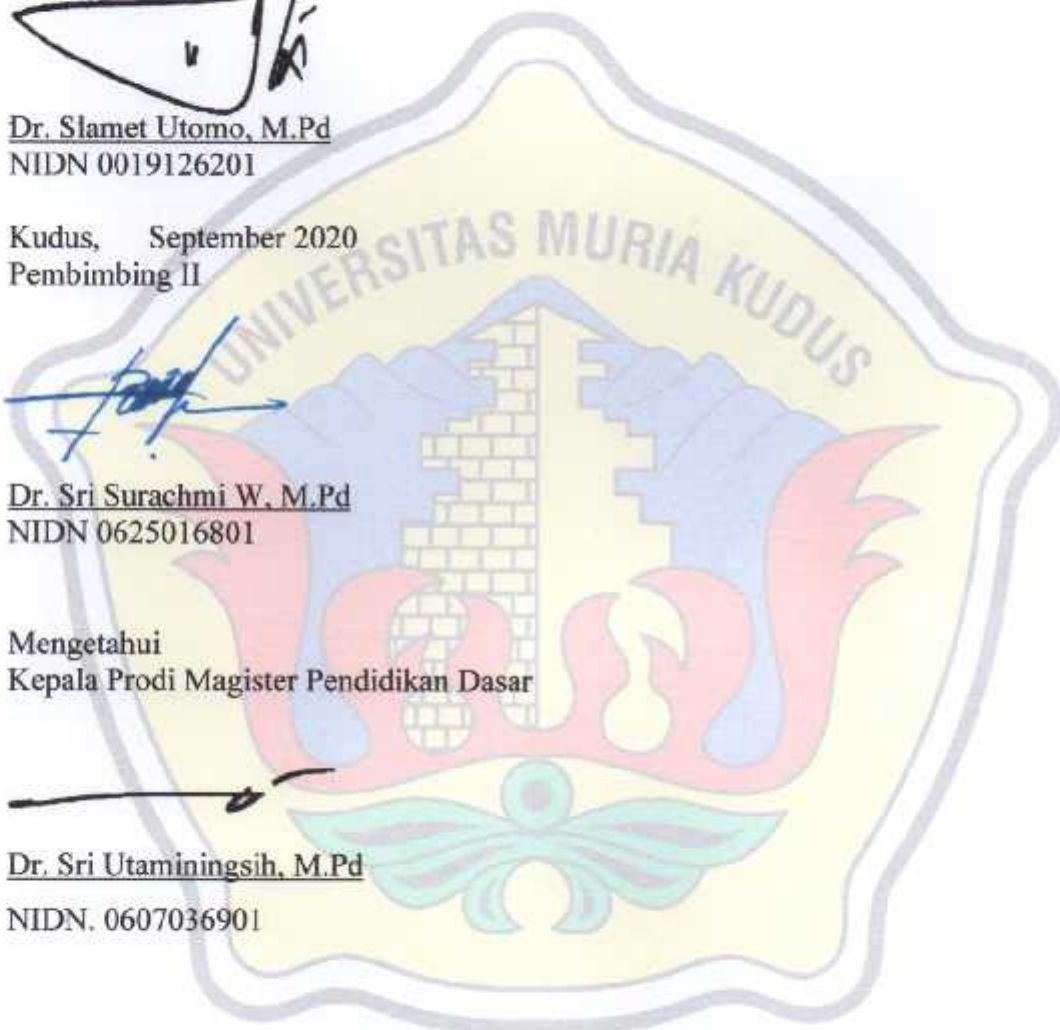 Dr. Slamet Utomo, M.Pd
NIDN 0019126201
Kudus, September 2020
Pembimbing II
UNIVERSITAS MURIA KUDUS
Dr. Sri Surachmi W, M.Pd
NIDN 0625016801
Mengetahui
Kepala Prodi Magister Pendidikan Dasar
Dr. Sri Utaminingsih, M.Pd
NIDN. 0607036901